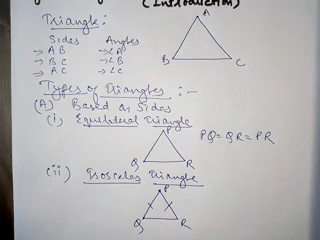 (Introduction)
Triangle:
A
Sides Angles
→ AB →∠A
→ BC →∠B
→ AC →∠C
B C
Types of Triangles :-
(A) Based on Sides
(i) Equilateral Triangle
P
PQ=QR=PR
Q R
(ii) Isosceles Triangle
P
Q R